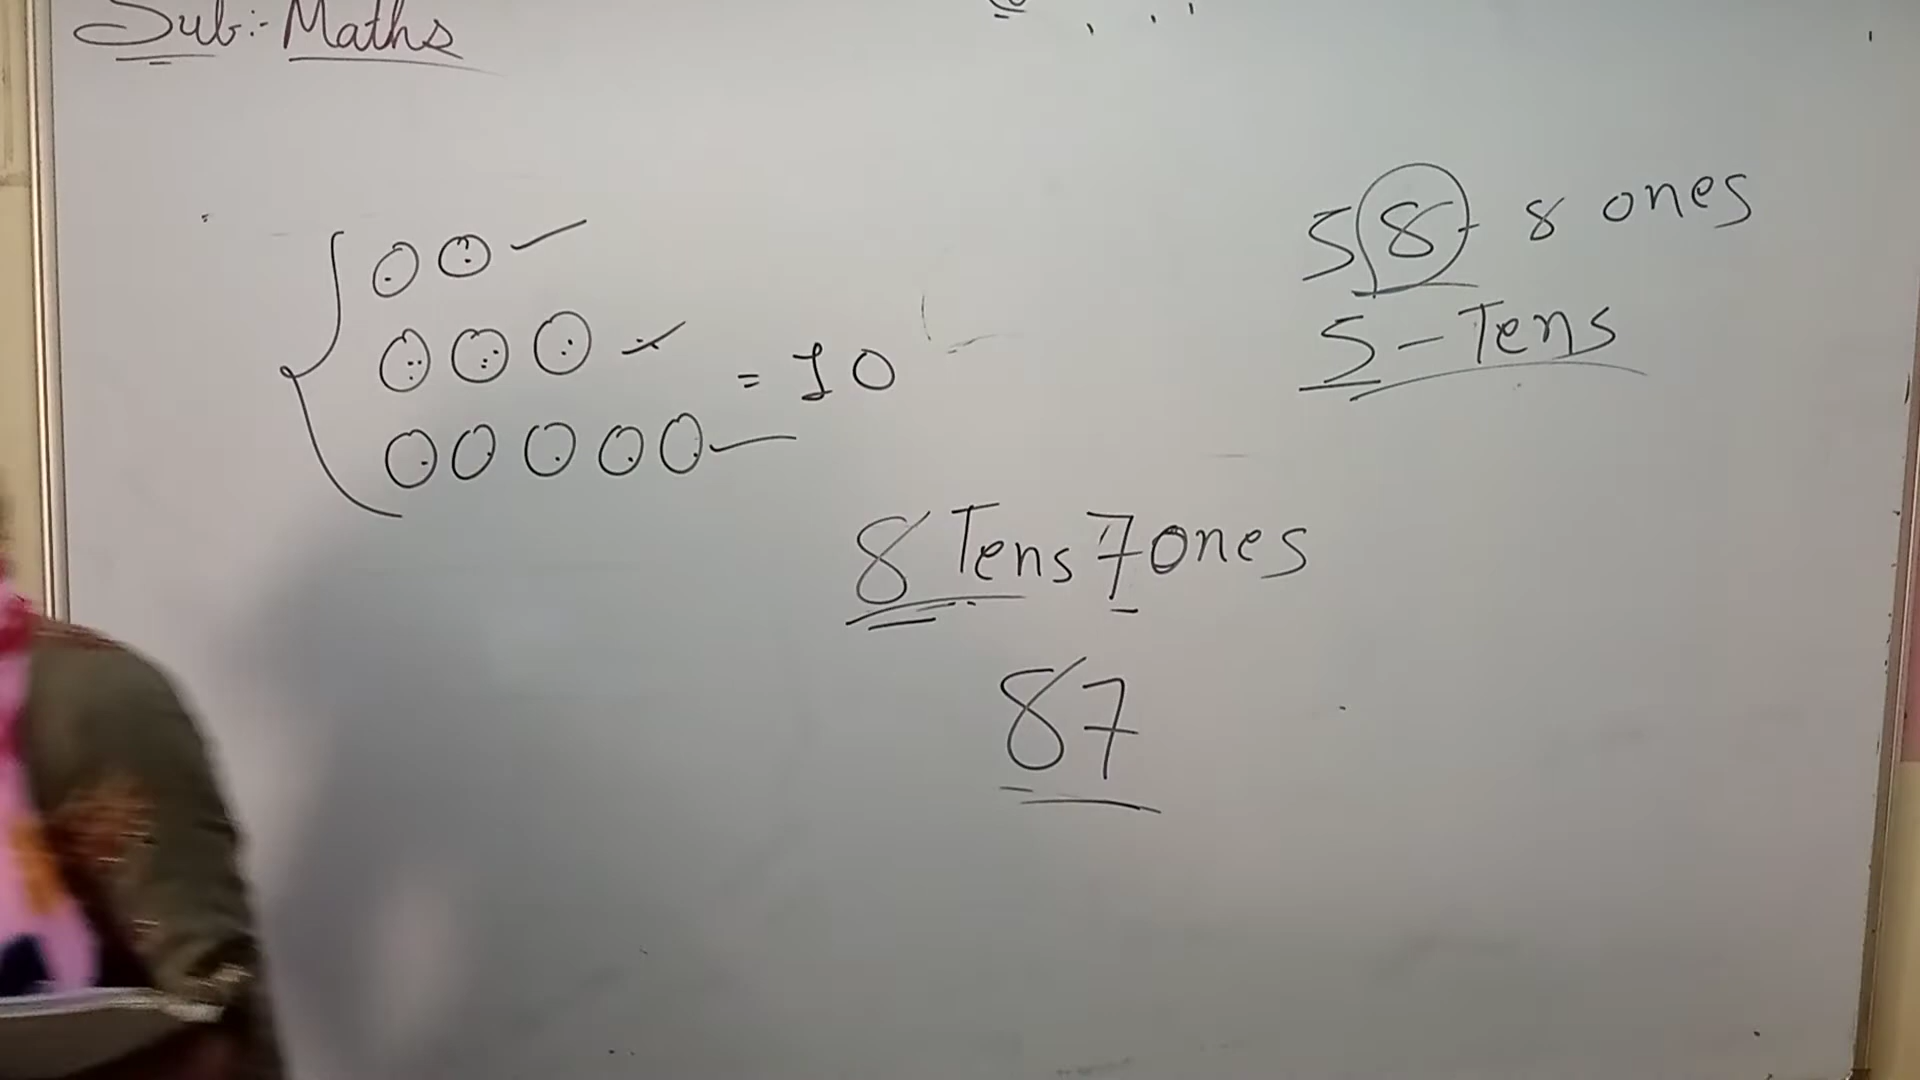 Sub:- Maths
= 10
58 - 8 ones
5 - Tens
8 Tens 7 ones
87